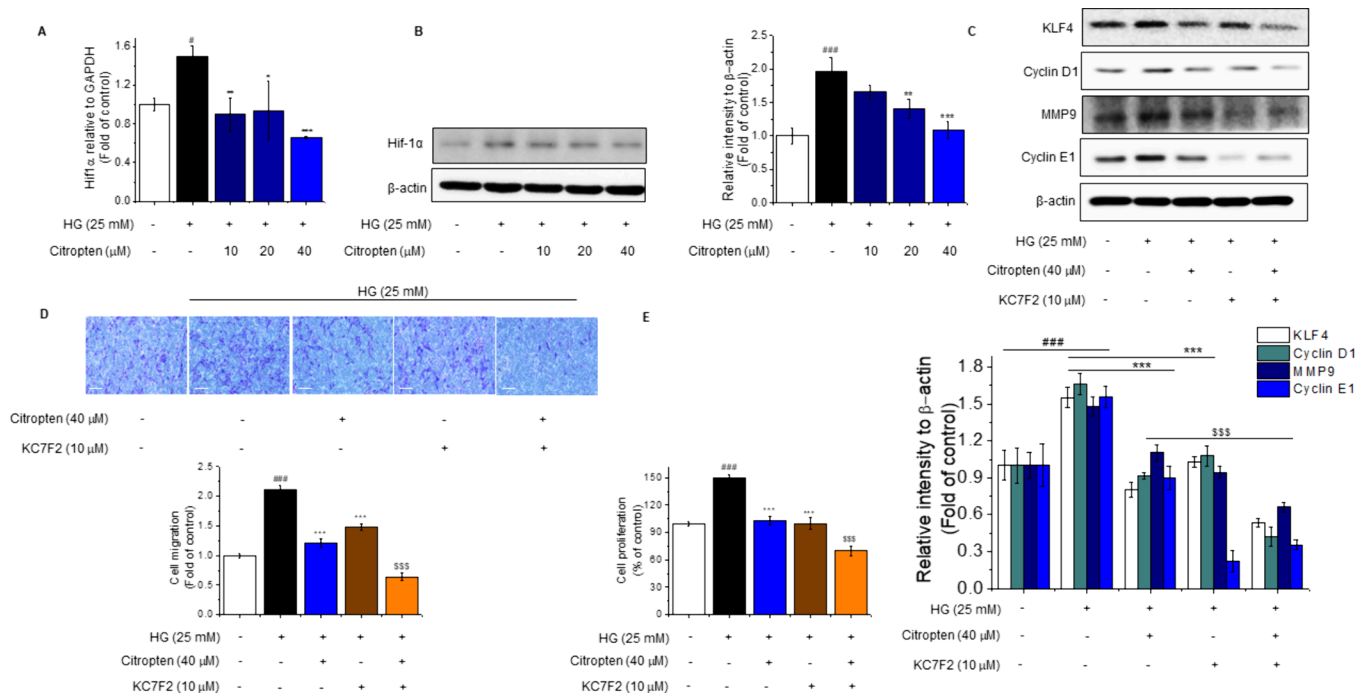 A
Hif1 α relative to GAPDH
(Fold of control)
1.6
1.2
0.8
0.4
0.0
#
**
*
***
HG (25 mM) - + + + +
Citropten (μM) - - 10 20 40
B
Hif-1α
β-actin
HG (25 mM) - + + + +
Citropten (μM) - - 10 20 40
Relative intensity to β-actin
(Fold of control)
2.5
2.0
1.5
1.0
0.5
0.0
###
**
***
HG (25 mM) - + + + +
Citropten (μM) - - 10 20 40
C
KLF4
Cyclin D1
MMP9
Cyclin E1
β-actin
HG (25 mM) - + + + +
Citropten (40 μM) - - + - +
KC7F2 (10 μM) - - - + +
KLF4
Cyclin D1
MMP9
Cyclin E1
Relative intensity to β-actin
(Fold of control)
1.8
1.5
1.2
0.9
0.6
0.3
0.0
###
***
***
$$$
HG (25 mM) - + + + +
Citropten (40 μM) - - + - +
KC7F2 (10 μM) - - - + +
D
HG (25 mM)
Citropten (40 μM) - - + - +
KC7F2 (10 μM) - - - + +
Cell migration
(Fold of control)
2.5
2.0
1.5
1.0
0.5
0.0
###
***
***
$$$
HG (25 mM) - + + + +
Citropten (40 μM) - - + - +
KC7F2 (10 μM) - - - + +
E
Cell proliferation
(% of control)
150
120
90
60
30
0
###
***
***
$$$
HG (25 mM) - + + + +
Citropten (40 μM) - - + - +
KC7F2 (10 μM) - - - + +